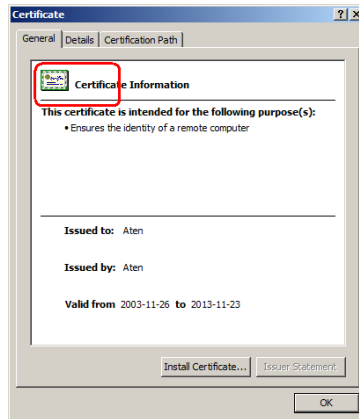 Certificate
General Details Certification Path
Certificate Information
This certificate is intended for the following purpose(s):
• Ensures the identity of a remote computer
Issued to: Aten
Issued by: Aten
Valid from 2003-11-26 to 2013-11-23
Install Certificate... Issuer Statement
OK